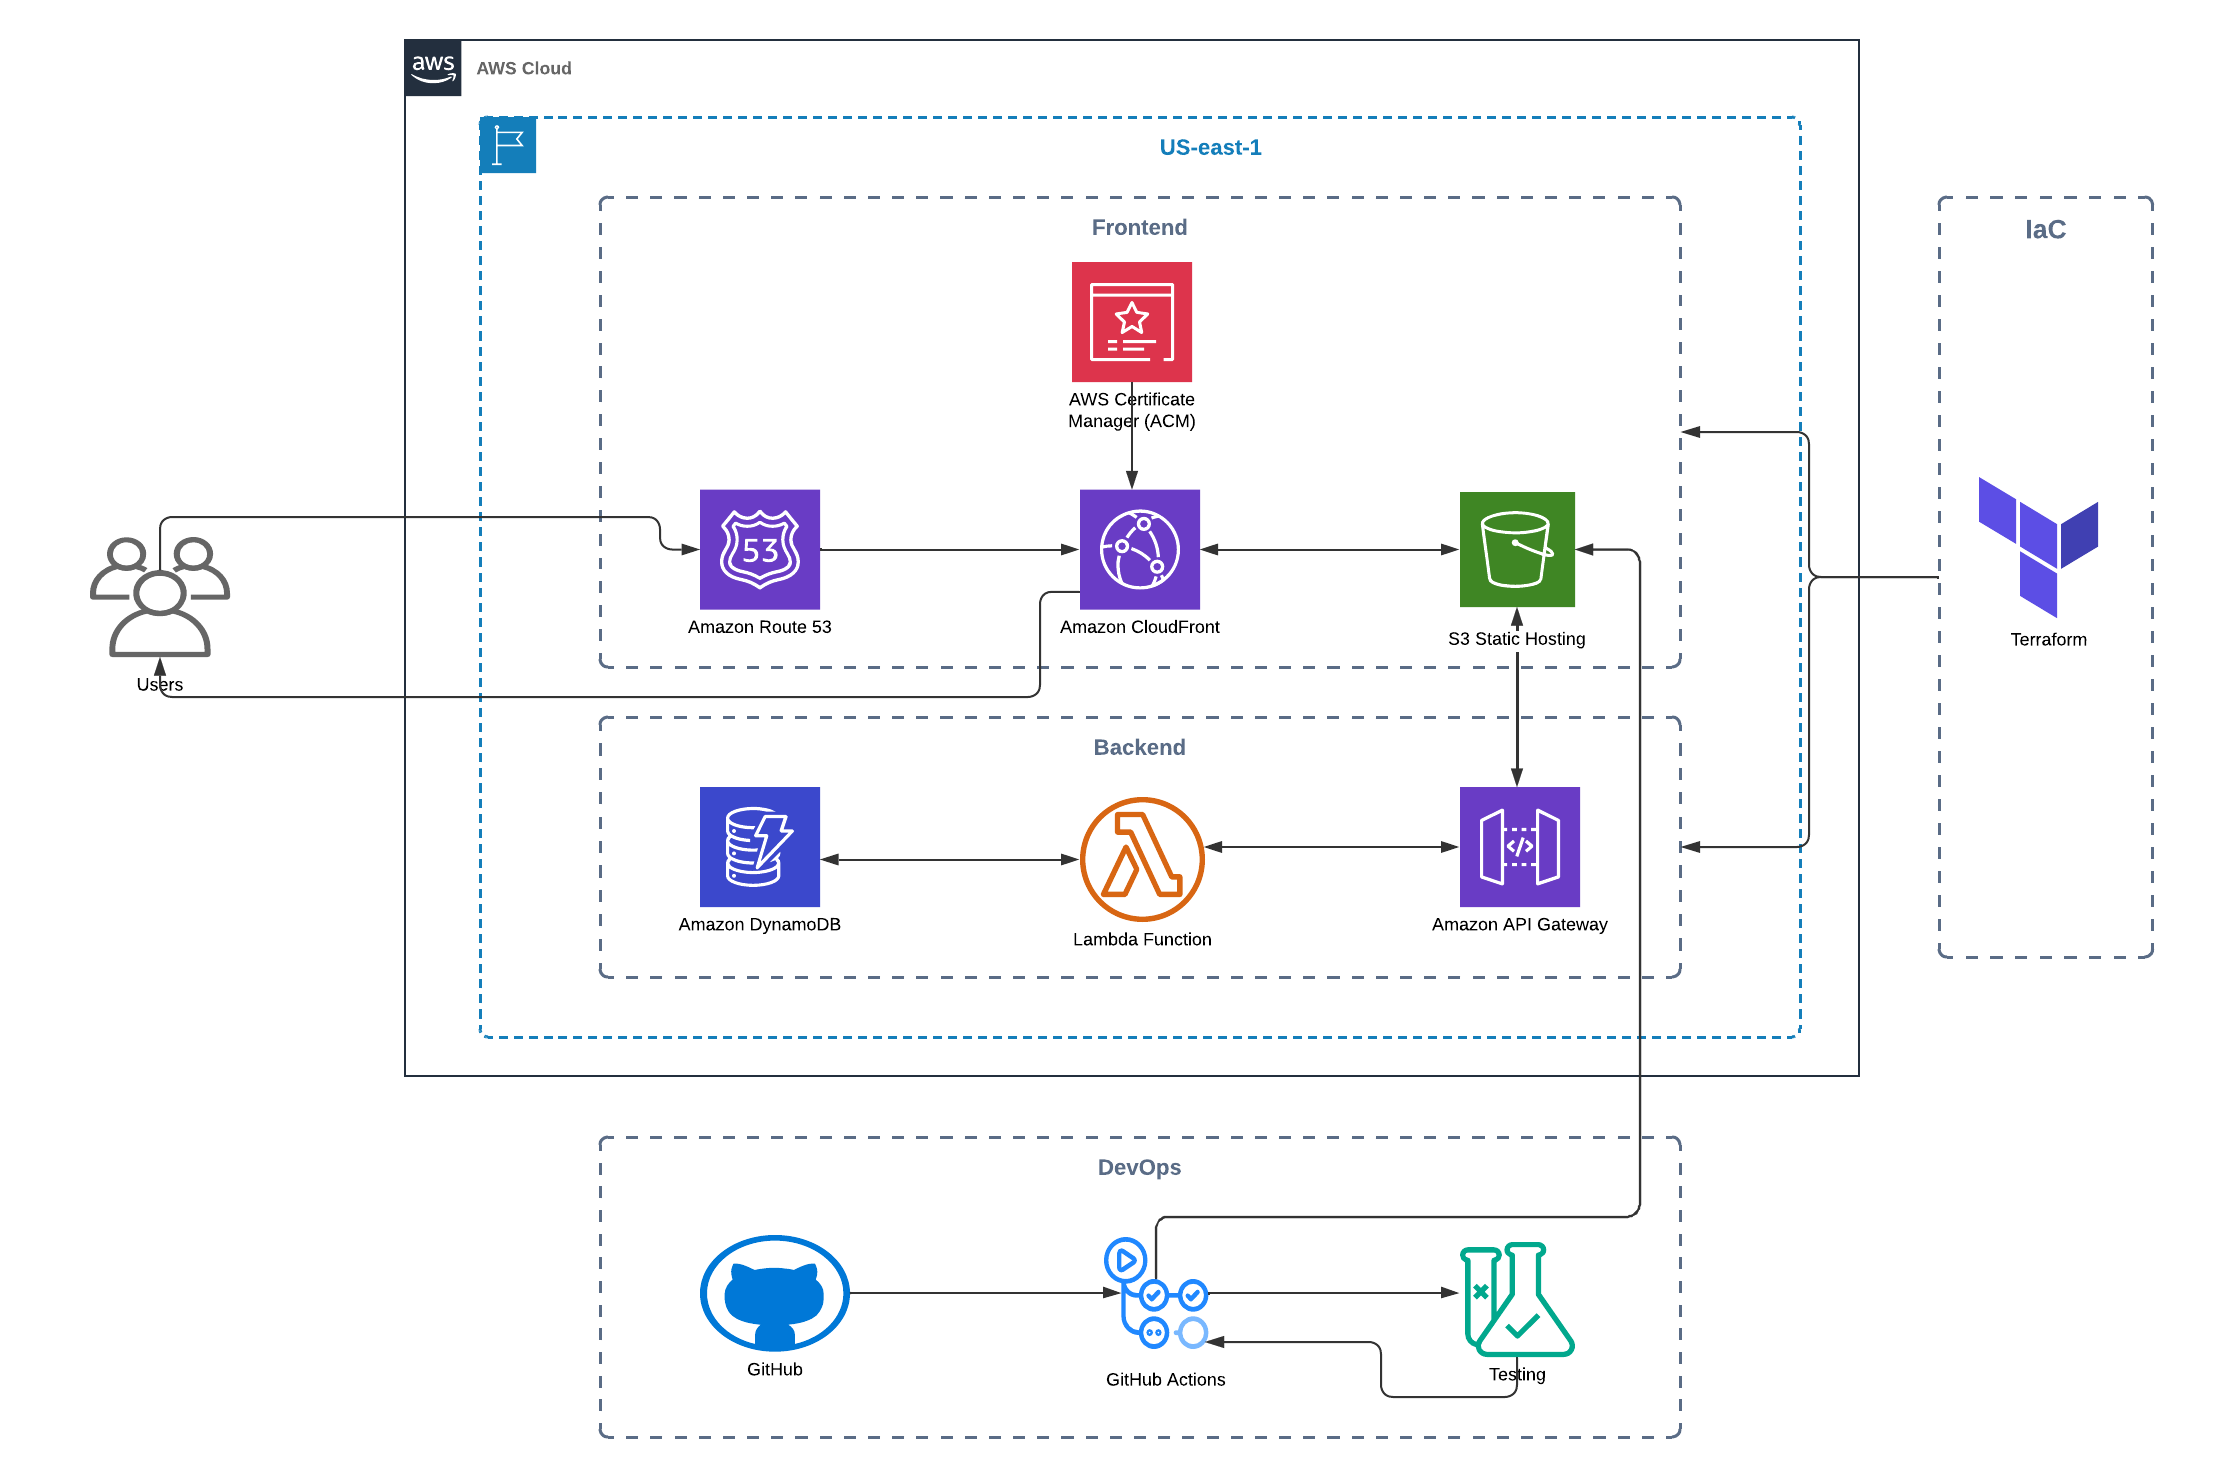 aws
AWS Cloud
US-east-1
Frontend
IaC
AWS Certificate
Manager (ACM)
53
Amazon Route 53
Amazon CloudFront
S3 Static Hosting
Terraform
Users
Backend
</>
Amazon DynamoDB
Lambda Function
Amazon API Gateway
DevOps
GitHub
GitHub Actions
Testing